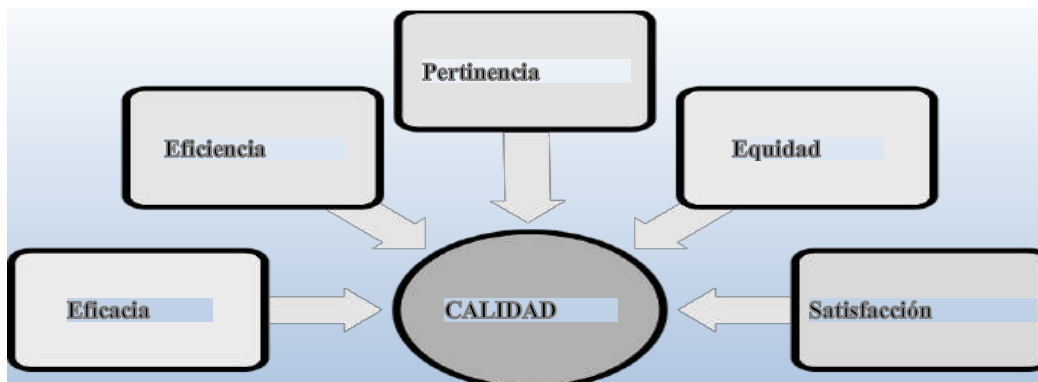 Pertinencia
Eficiencia
Equidad
Eficacia
CALIDAD
Satisfacción